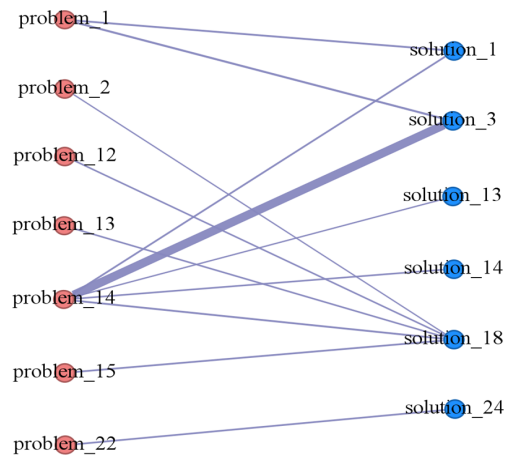 problem_1
problem_2
problem_12
problem_13
problem_14
problem_15
problem_22
solution_1
solution_3
solution_13
solution_14
solution_18
solution_24